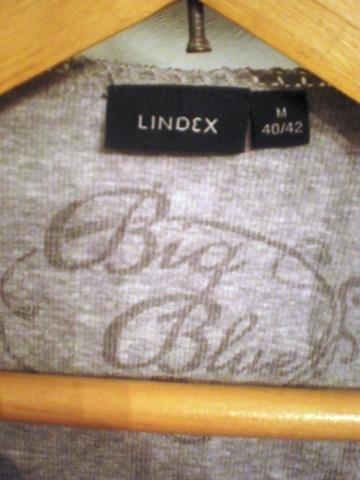 LINDEX
M
40/42
Big
Blue